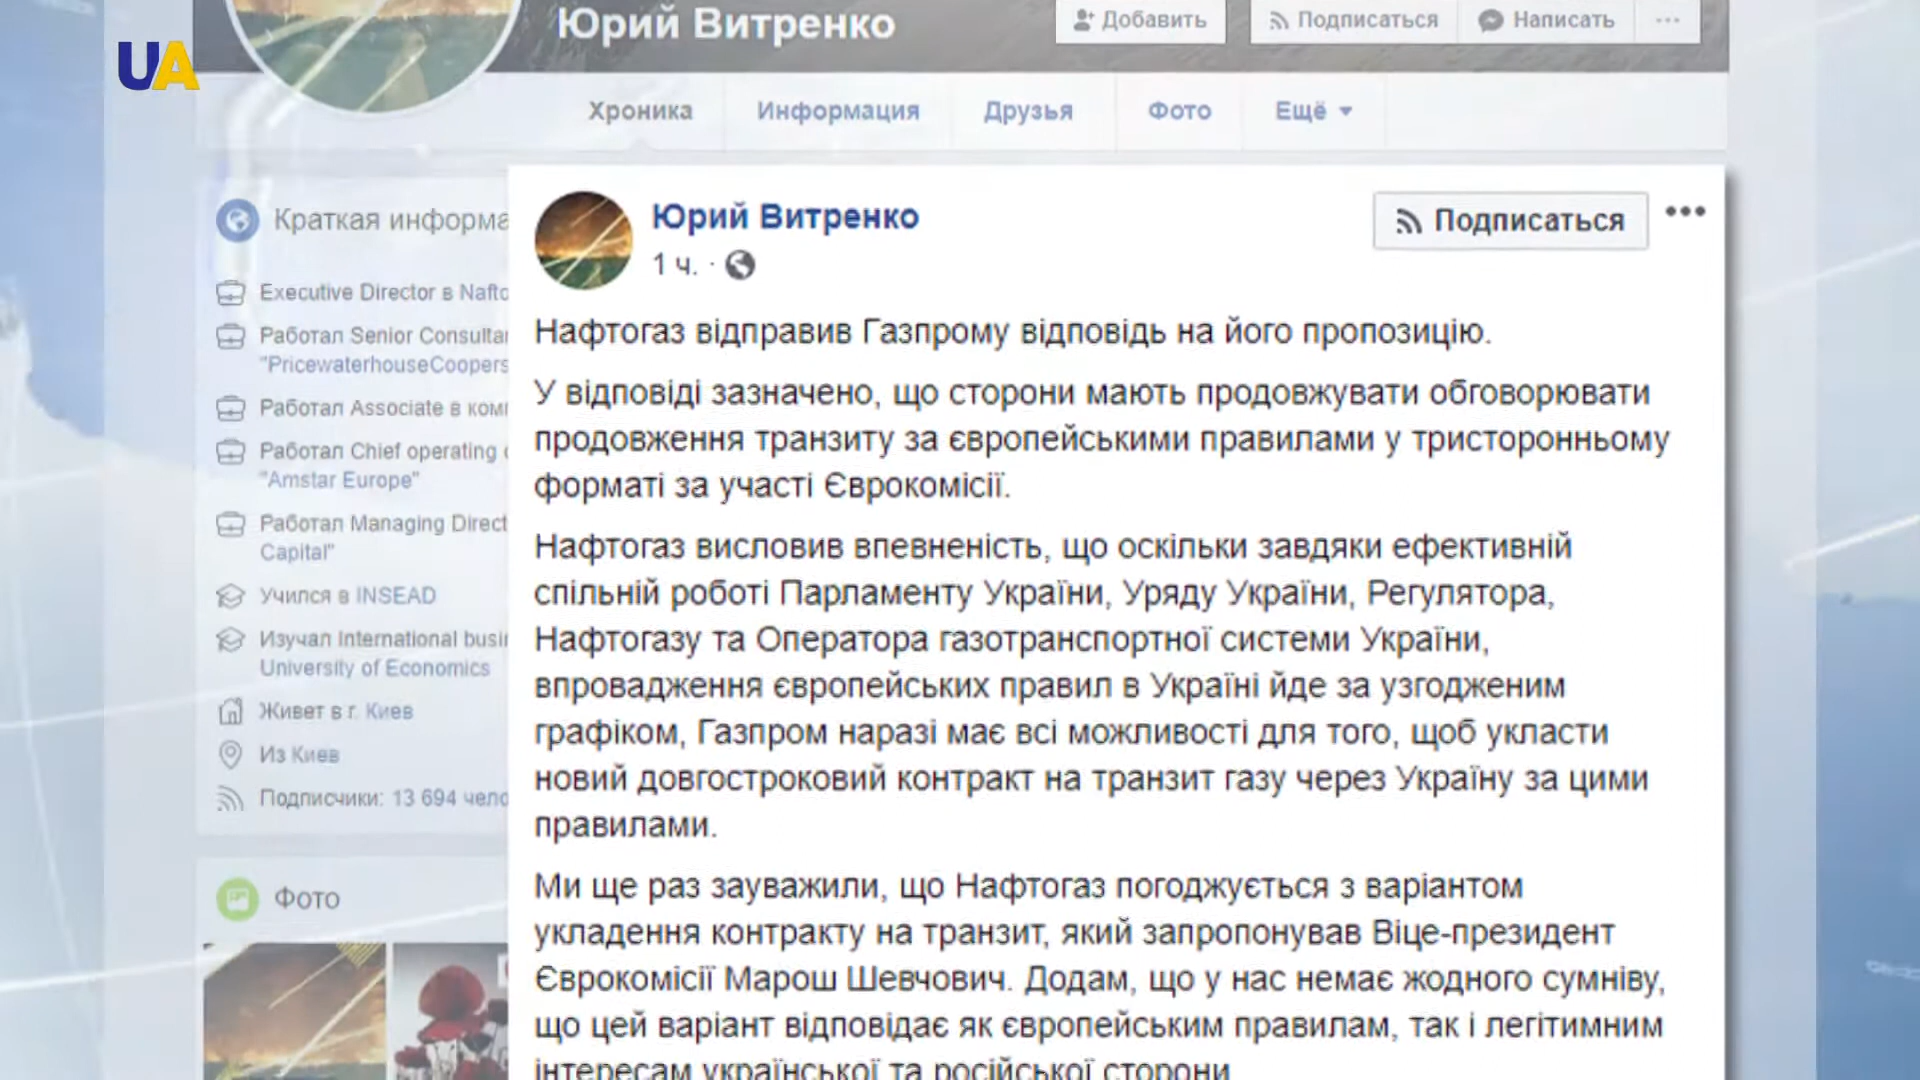 UA
Юрий Витренко
Добавить
Подписаться
Написать
Хроника
Информация
Друзья
Фото
Ещё
Краткая информа
Executive Director в Nafto
Работал Senior Consultan
"PricewaterhouseCoopers
Работал Associate в ком
Работал Chief operating
"Amstar Europe"
Работал Managing Direct
Capital"
Учился в INSEAD
Изучал International busi
University of Economics
Живет в г. Киев
Из Киев
Подписчики: 13 694 чело
Фото
Юрий Витренко
1 ч.
Подписаться
Нафтогаз відправив Газпрому відповідь на його пропозицію.
У відповіді зазначено, що сторони мають продовжувати обговорювати
продовження транзиту за європейськими правилами у тристоронньому
форматі за участі Єврокомісії.
Нафтогаз висловив впевненість, що оскільки завдяки ефективній
спільній роботі Парламенту України, Уряду України, Регулятора,
Нафтогазу та Оператора газотранспортної системи України,
впровадження європейських правил в Україні йде за узгодженим
графіком, Газпром наразі має всі можливості для того, щоб укласти
новий довгостроковий контракт на транзит газу через Україну за цими
правилами.
Ми ще раз зауважили, що Нафтогаз погоджується з варіантом
укладення контракту на транзит, який запропонував Віце-президент
Єврокомісії Марош Шевчович. Додам, що у нас немає жодного сумніву,
що цей варіант відповідає як європейським правилам, так і легітимним
інтересам української та російської сторони